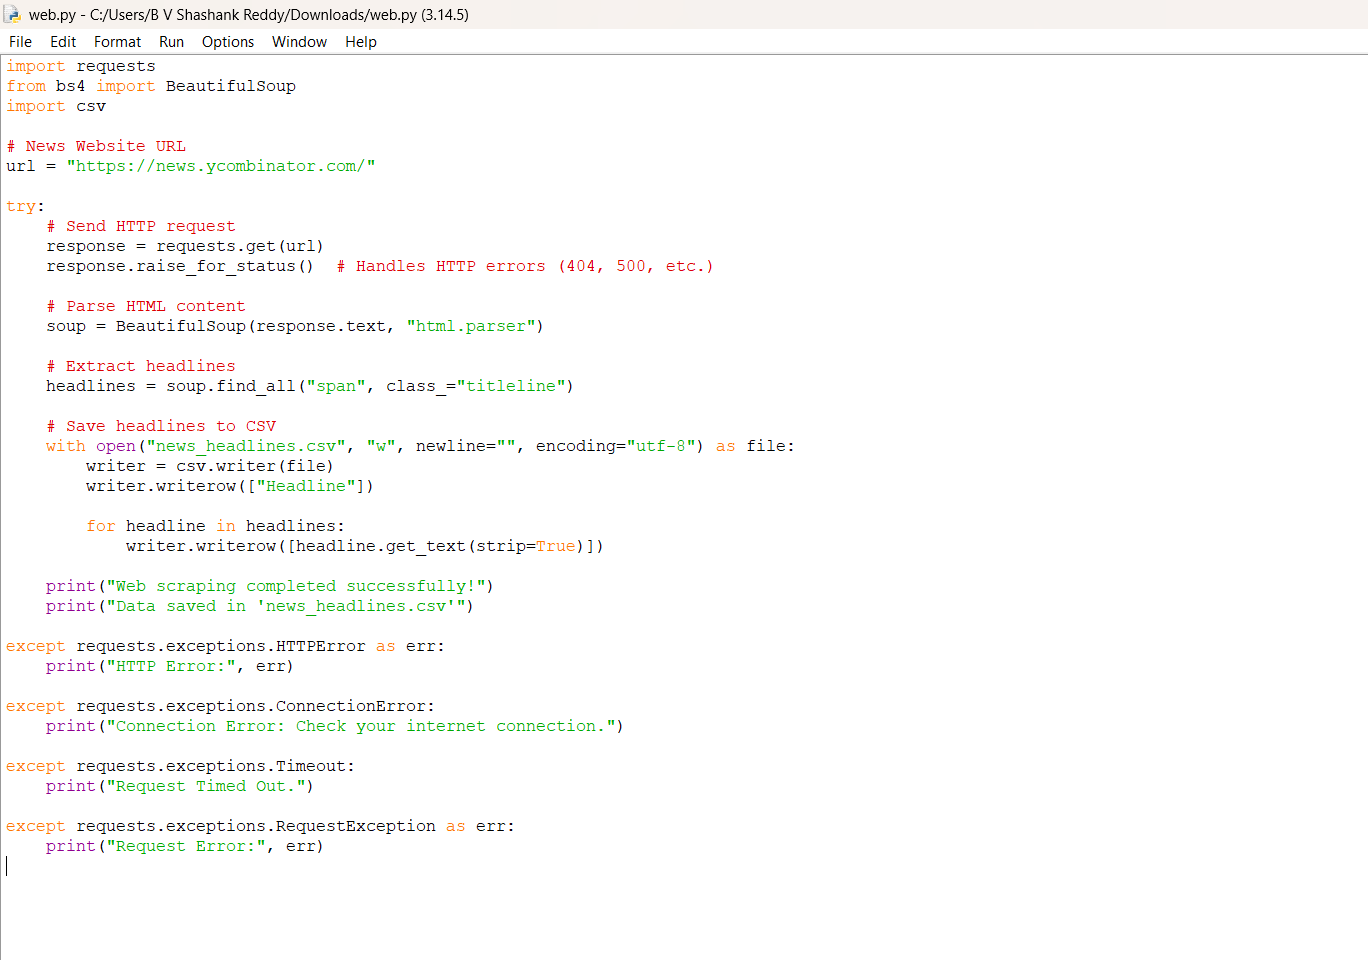 web.py - C:/Users/B V Shashank Reddy/Downloads/web.py (3.14.5)
File Edit Format Run Options Window Help
import requests
from bs4 import BeautifulSoup
import csv

# News Website URL
url = "https://news.ycombinator.com/"

try:
    # Send HTTP request
    response = requests.get(url)
    response.raise_for_status()  # Handles HTTP errors (404, 500, etc.)

    # Parse HTML content
    soup = BeautifulSoup(response.text, "html.parser")

    # Extract headlines
    headlines = soup.find_all("span", class_="titleline")

    # Save headlines to CSV
    with open("news_headlines.csv", "w", newline="", encoding="utf-8") as file:
        writer = csv.writer(file)
        writer.writerow(["Headline"])

        for headline in headlines:
            writer.writerow([headline.get_text(strip=True)])

    print("Web scraping completed successfully!")
    print("Data saved in 'news_headlines.csv'")

except requests.exceptions.HTTPError as err:
    print("HTTP Error:", err)

except requests.exceptions.ConnectionError:
    print("Connection Error: Check your internet connection.")

except requests.exceptions.Timeout:
    print("Request Timed Out.")

except requests.exceptions.RequestException as err:
    print("Request Error:", err)